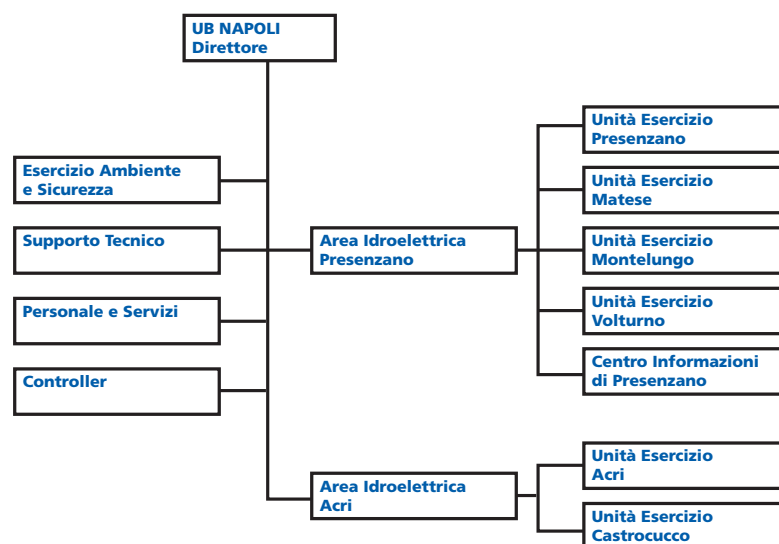 UB NAPOLI
Direttore
Esercizio Ambiente
e Sicurezza
Supporto Tecnico
Personale e Servizi
Controller
Area Idroelettrica
Presenzano
Area Idroelettrica
Acri
Unità Esercizio
Presenzano
Unità Esercizio
Matese
Unità Esercizio
Montelungo
Unità Esercizio
Volturno
Centro Informazioni
di Presenzano
Unità Esercizio
Acri
Unità Esercizio
Castrocucco